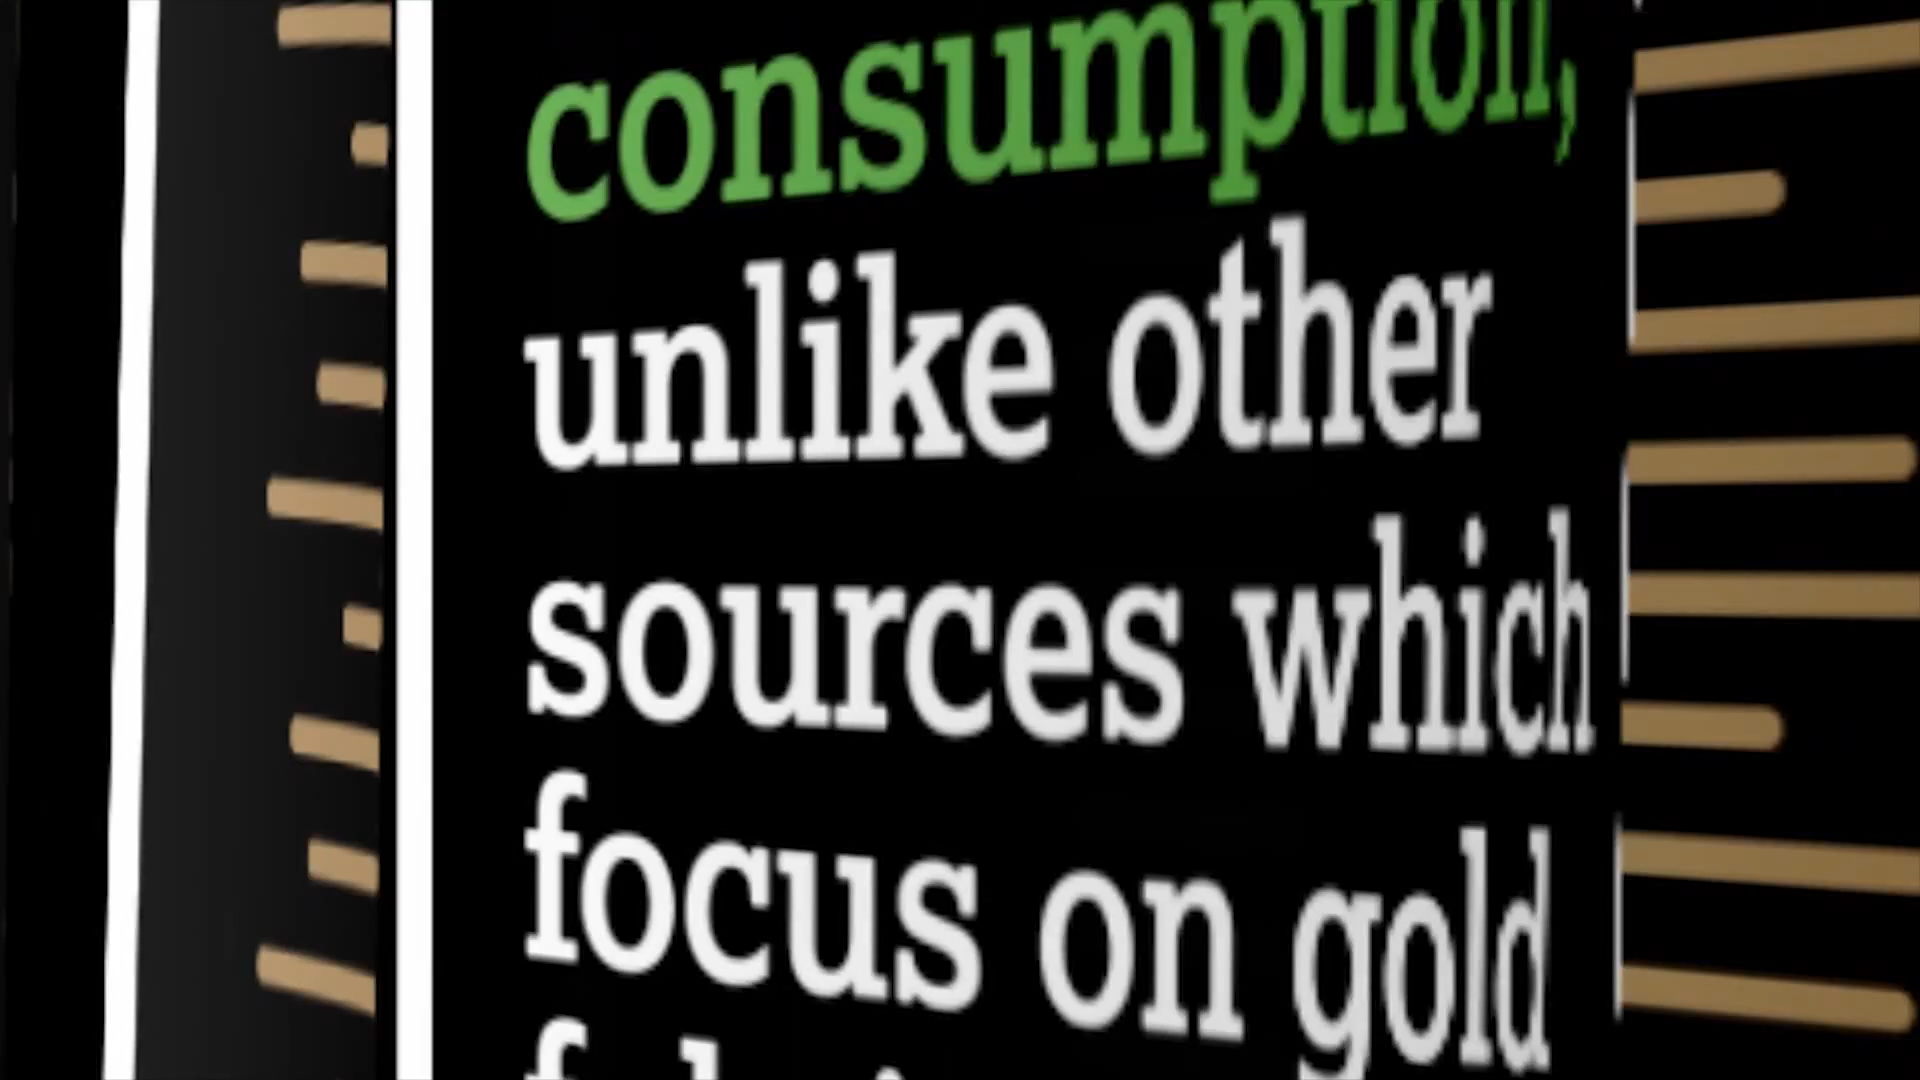 consumption,
unlike other
sources which
focus on gold